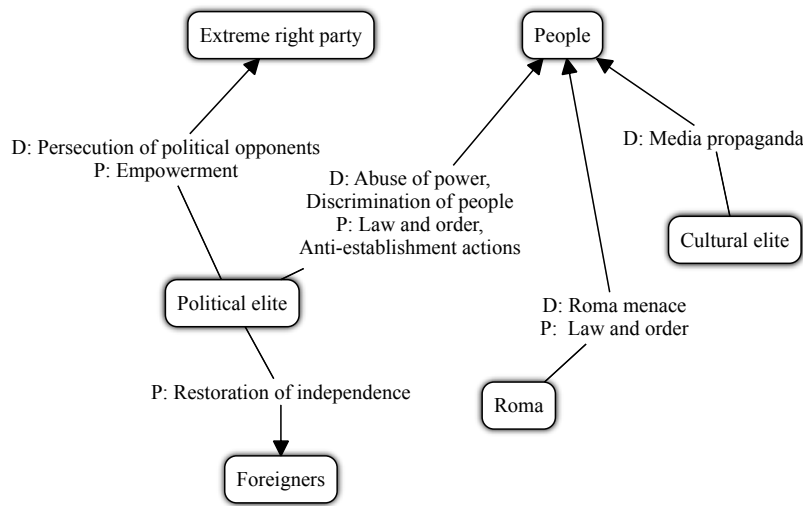 Extreme right party
People
D: Persecution of political opponents
P: Empowerment
D: Media propaganda
D: Abuse of power,
Discrimination of people
P: Law and order,
Anti-establishment actions
Cultural elite
Political elite
D: Roma menace
P:  Law and order
P: Restoration of independence
Roma
Foreigners